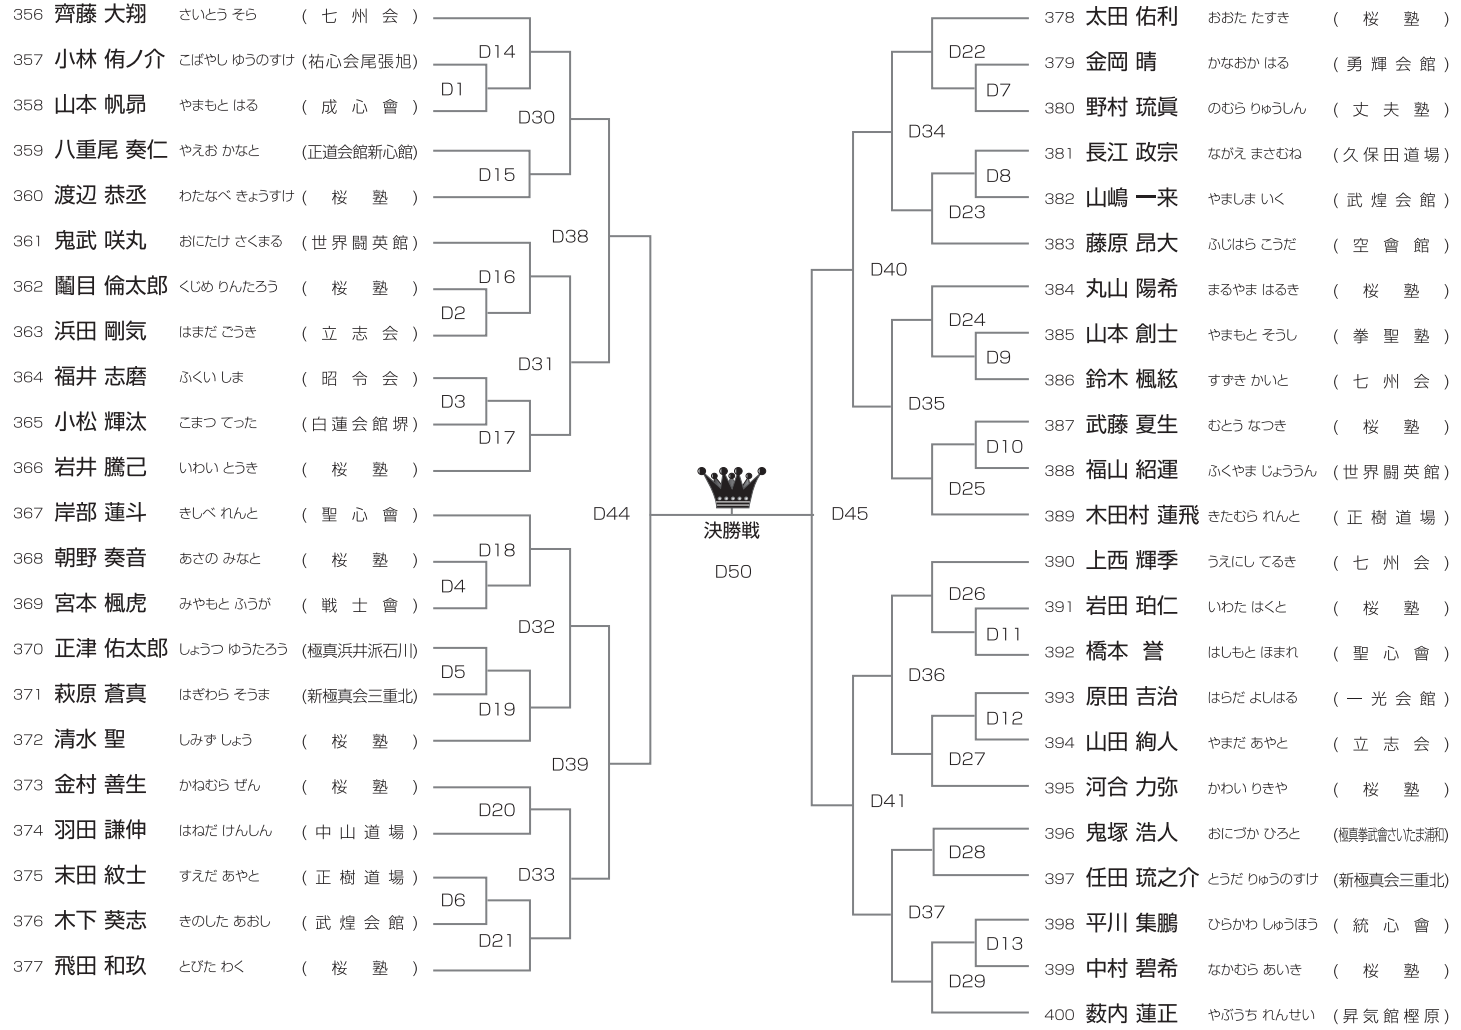 356 齊藤 大翔 さいとう そら (七州会)
357 小林 侑ノ介 こばやし ゆうのすけ (祐心会尾張旭)
358 山本 帆昴 やまもと はる (成心會)
359 八重尾 奏仁 やえお かなと (正道会館新心館)
360 渡辺 恭丞 わたなべ きょうすけ (桜塾)
361 鬼武 咲丸 おにたけ さくまる (世界闘英館)
362 鬮目 倫太郎 くじめ りんたろう (桜塾)
363 浜田 剛気 はまだ ごうき (立志会)
364 福井 志磨 ふくい しま (昭令会)
365 小松 輝汰 こまつ てった (白蓮会館堺)
366 岩井 騰己 いわい とうき (桜塾)
367 岸部 蓮斗 きしべ れんと (聖心會)
368 朝野 奏音 あさの みなと (桜塾)
369 宮本 楓虎 みやもと ふうが (戦士會)
370 正津 佑太郎 しょうつ ゆうたろう (極真浜井派石川)
371 萩原 蒼真 はぎわら そうま (新極真会三重北)
372 清水 聖 しみず しょう (桜塾)
373 金村 善生 かねむら ぜん (桜塾)
374 羽田 謙伸 はねだ けんしん (中山道場)
375 末田 紋士 すえだ あやと (正樹道場)
376 木下 葵志 きのした あおし (武煌会館)
377 飛田 和玖 とびた わく (桜塾)
D14
D1
D30
D15
D38
D16
D2
D31
D3
D17
D44
D18
D4
D32
D5
D19
D39
D20
D33
D6
D21
決勝戦
D50
D22
D7
D34
D8
D23
D40
D24
D9
D35
D10
D25
D45
D26
D11
D36
D12
D27
D41
D28
D37
D13
D29
378 太田 佑利 おおた たすき (桜塾)
379 金岡 晴 かなおか はる (勇輝会館)
380 野村 琉眞 のむら りゅうしん (丈夫塾)
381 長江 政宗 ながえ まさむね (久保田道場)
382 山嶋 一来 やましま いく (武煌会館)
383 藤原 昂大 ふじはら こうだ (空會館)
384 丸山 陽希 まるやま はるき (桜塾)
385 山本 創士 やまもと そうし (拳聖塾)
386 鈴木 楓絃 すずき かいと (七州会)
387 武藤 夏生 むとう なつき (桜塾)
388 福山 紹運 ふくやま じょううん (世界闘英館)
389 木田村 蓮飛 きたむら れんと (正樹道場)
390 上西 輝季 うえにし てるき (七州会)
391 岩田 珀仁 いわた はくと (桜塾)
392 橋本 誉 はしもと ほまれ (聖心會)
393 原田 吉治 はらだ よしはる (一光会館)
394 山田 絢人 やまだ あやと (立志会)
395 河合 力弥 かわい りきや (桜塾)
396 鬼塚 浩人 おにづか ひろと (極真拳武會さいたま浦和)
397 任田 琉之介 とうだ りゅうのすけ (新極真会三重北)
398 平川 集鵬 ひらかわ しゅうほう (統心會)
399 中村 碧希 なかむら あいき (桜塾)
400 薮内 蓮正 やぶうち れんせい (昇気館樫原)